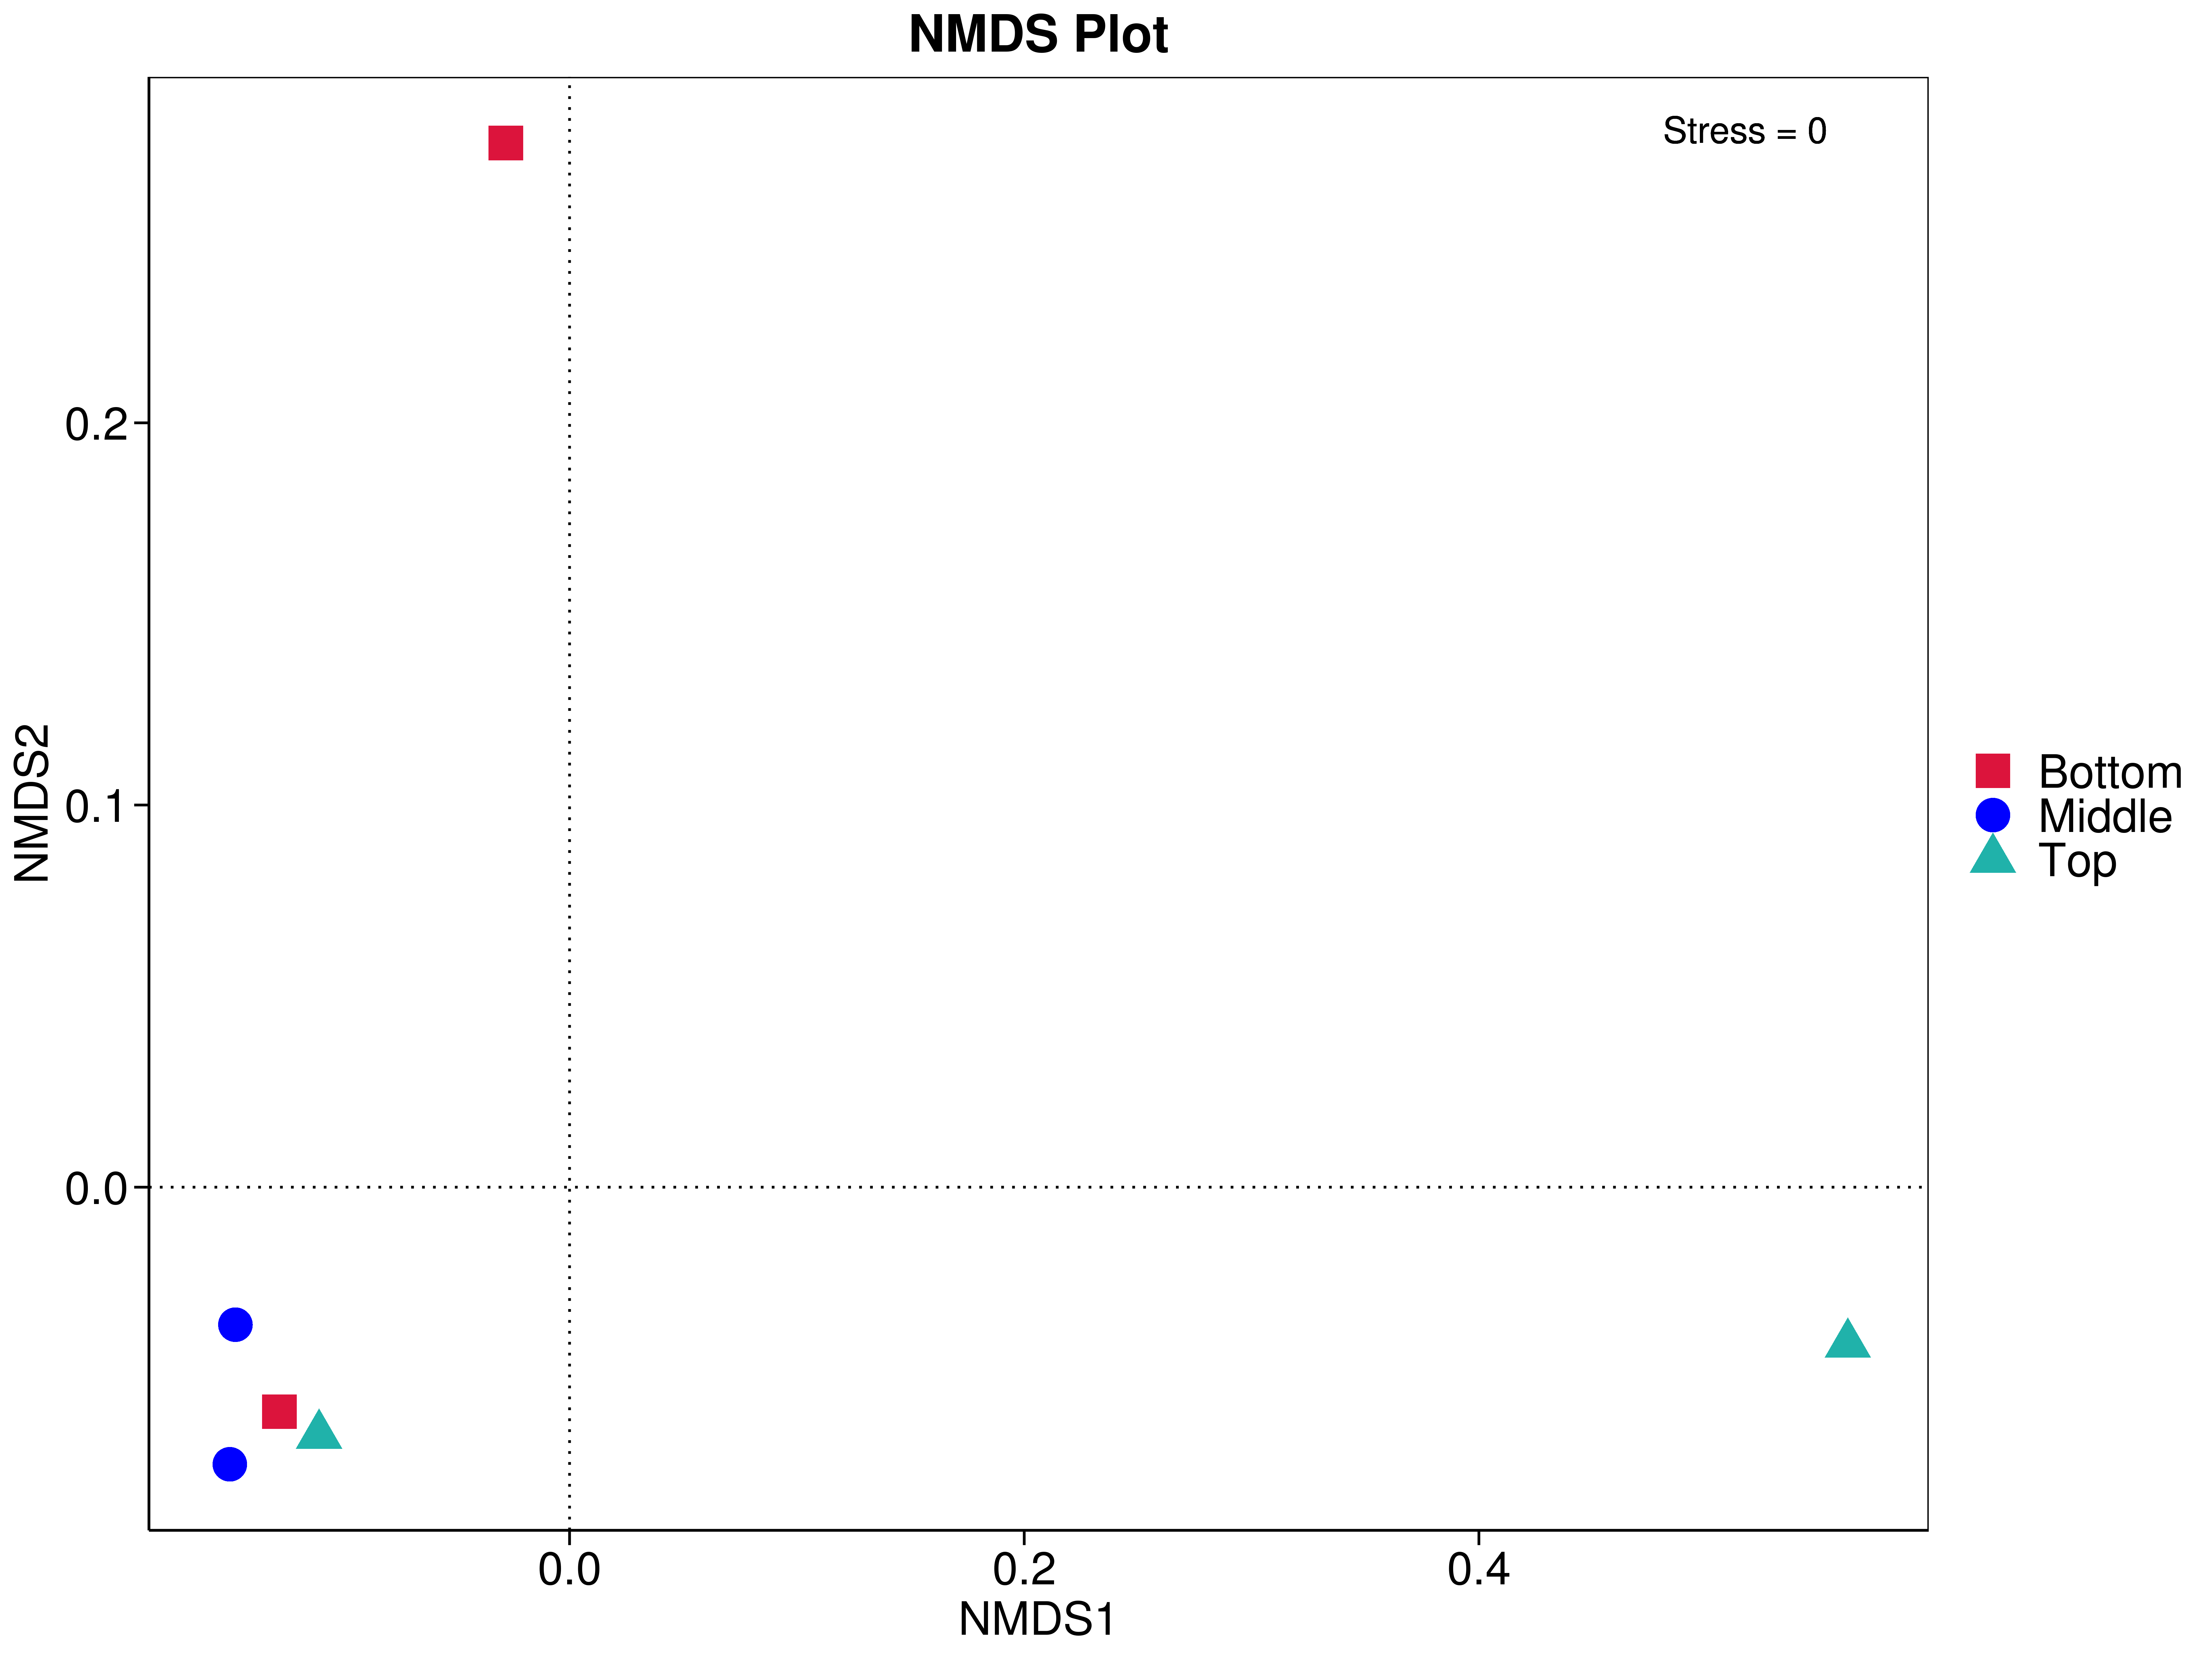 NMDS Plot
Stress = 0
0.2
0.1
0.0
NMDS2
0.0 0.2 0.4
NMDS1
Bottom
Middle
Top